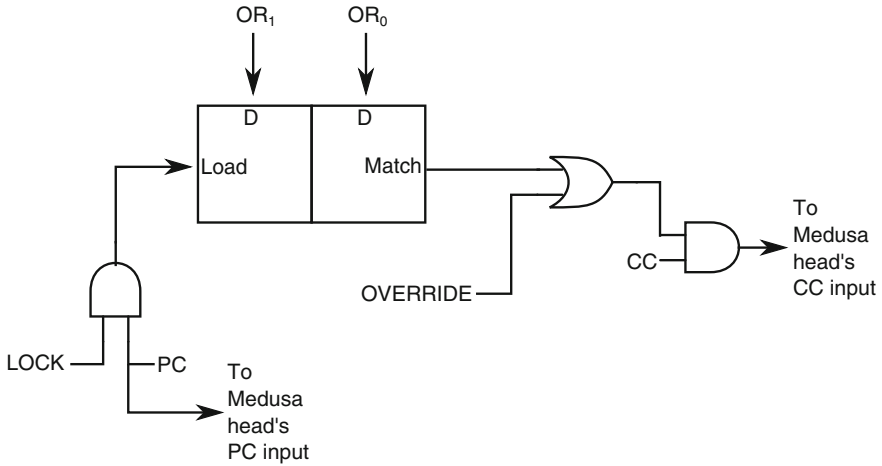 OR₁ OR₀
D D
Load Match
To
Medusa
head's
CC input
CC
OVERRIDE
LOCK PC
To
Medusa
head's
PC input